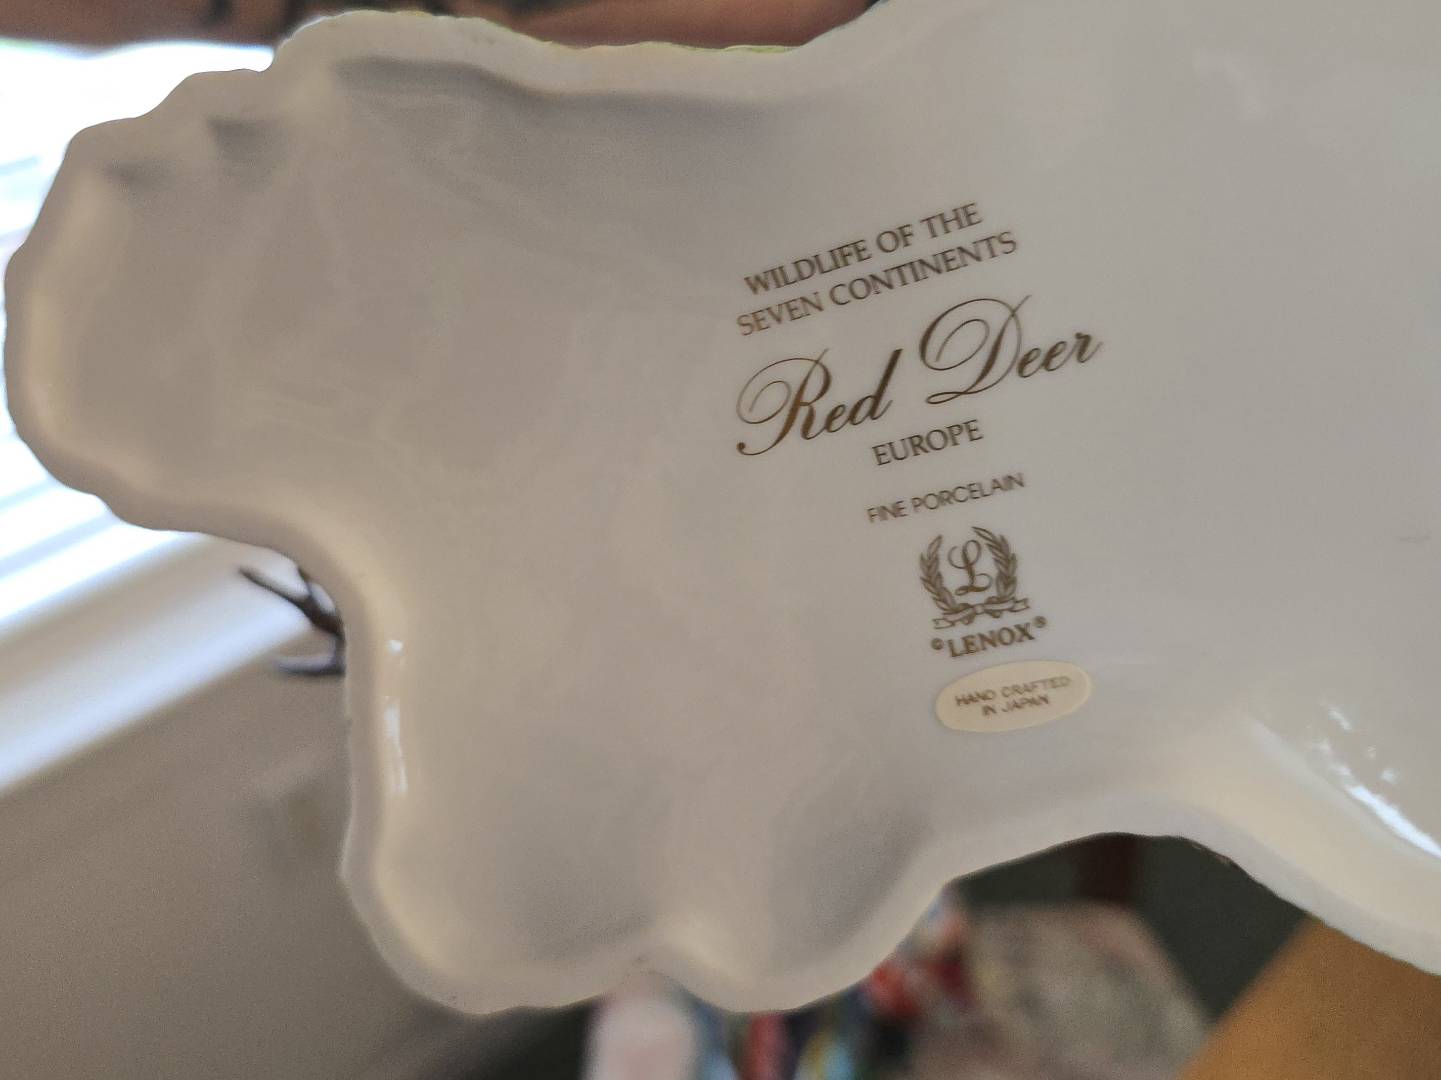 WILDLIFE OF THE
SEVEN CONTINENTS
Red Deer
EUROPE
FINE PORCELAIN
L
©LENOX®
HAND CRAFTED
IN JAPAN